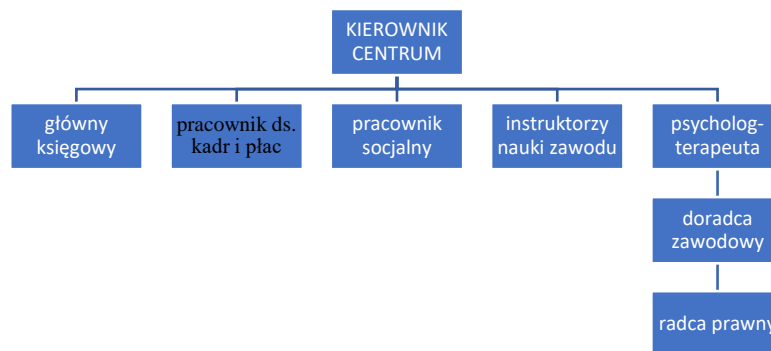 KIEROWNIK
CENTRUM
główny
księgowy
pracownik ds.
kadr i płac
pracownik
socjalny
instruktorzy
nauki zawodu
psycholog-
terapeuta
doradca
zawodowy
radca prawny